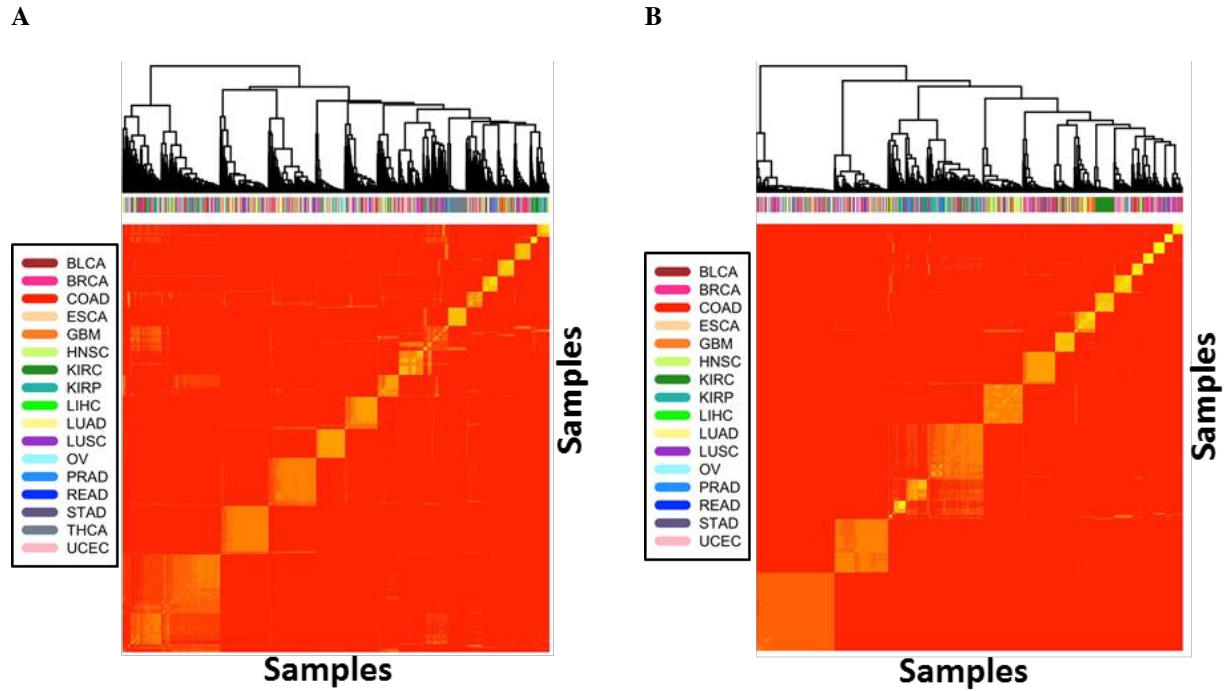 A
B
BLCA
BRCA
COAD
ESCA
GBM
HNSC
KIRC
KIRP
LIHC
LUAD
LUSC
OV
PRAD
READ
STAD
THCA
UCEC
Samples
Samples
BLCA
BRCA
COAD
ESCA
GBM
HNSC
KIRC
KIRP
LIHC
LUAD
LUSC
OV
PRAD
READ
STAD
UCEC
Samples
Samples